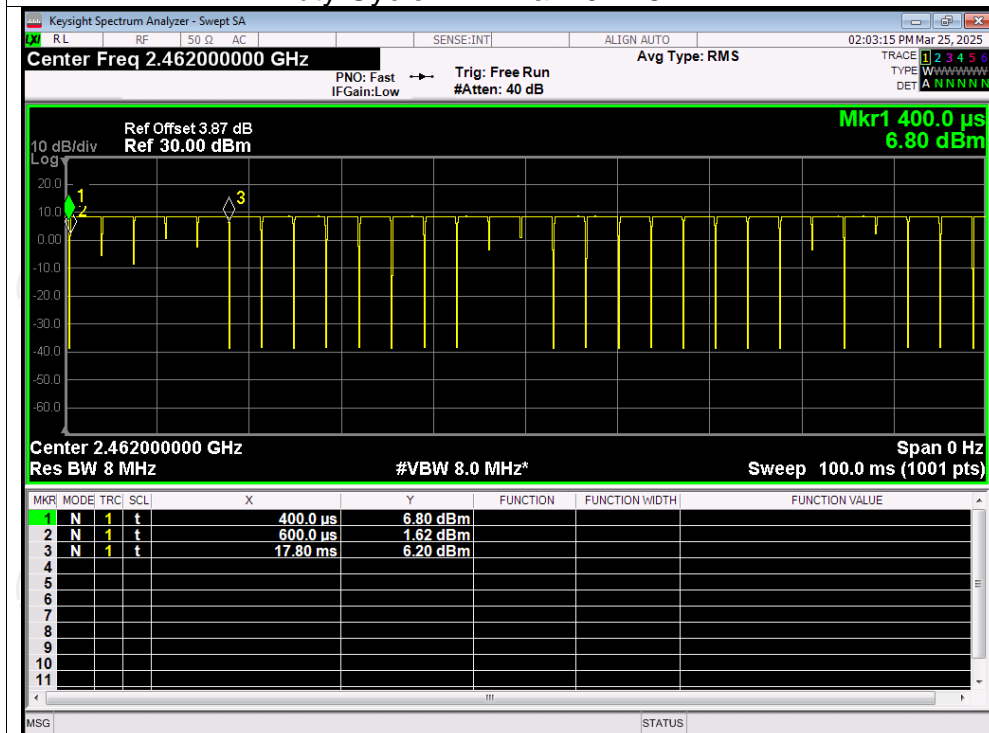 Keysight Spectrum Analyzer - Swept SA
LXI RL RF 50 Ω AC SENSE:INT ALIGN AUTO 02:03:15 PM Mar 25, 2025
Center Freq 2.462000000 GHz Avg Type: RMS TRACE 1 2 3 4 5 6
PNO: Fast Trig: Free Run TYPE WWWWWW
IFGain:Low #Atten: 40 dB DET A N N N N N
Mkr1 400.0 µs
Ref Offset 3.87 dB
10 dB/div Ref 30.00 dBm 6.80 dBm
Log
20.0
1
2
3
10.0
0.00
-10.0
-20.0
-30.0
-40.0
-50.0
-60.0
Center 2.462000000 GHz Span 0 Hz
Res BW 8 MHz #VBW 8.0 MHz* Sweep 100.0 ms (1001 pts)
MKR MODE TRC SCL X Y FUNCTION FUNCTION WIDTH FUNCTION VALUE
1 N 1 t 400.0 µs 6.80 dBm
2 N 1 t 600.0 µs 1.62 dBm
3 N 1 t 17.80 ms 6.20 dBm
4
5
6
7
8
9
10
11
MSG STATUS